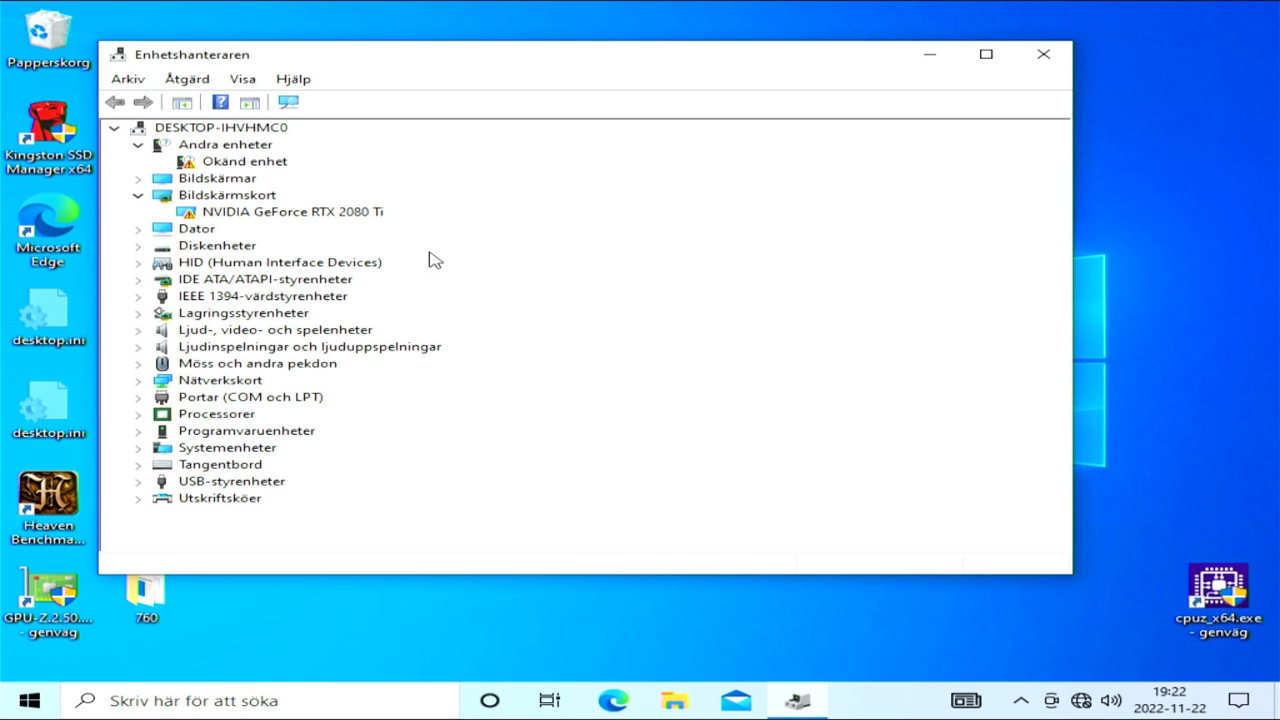 Papperskorg
Kingston SSD
Manager x64
Microsoft
Edge
desktop.ini
desktop.ini
Heaven
Benchma...
GPU-Z.2.50....
- genväg
760
cpuz_x64.exe
- genväg
Enhetshanteraren
Arkiv Åtgärd Visa Hjälp
DESKTOP-IHVHMC0
Andra enheter
Okänd enhet
Bildskärmar
Bildskärmskort
NVIDIA GeForce RTX 2080 Ti
Dator
Diskenheter
HID (Human Interface Devices)
IDE ATA/ATAPI-styrenheter
IEEE 1394-värdstyrenheter
Lagringsstyrenheter
Ljud-, video- och spelenheter
Ljudinspelningar och ljuduppspelningar
Möss och andra pekdon
Nätverkskort
Portar (COM och LPT)
Processorer
Programvaruenheter
Systemenheter
Tangentbord
USB-styrenheter
Utskriftsköer
Skriv här för att söka
19:22
2022-11-22